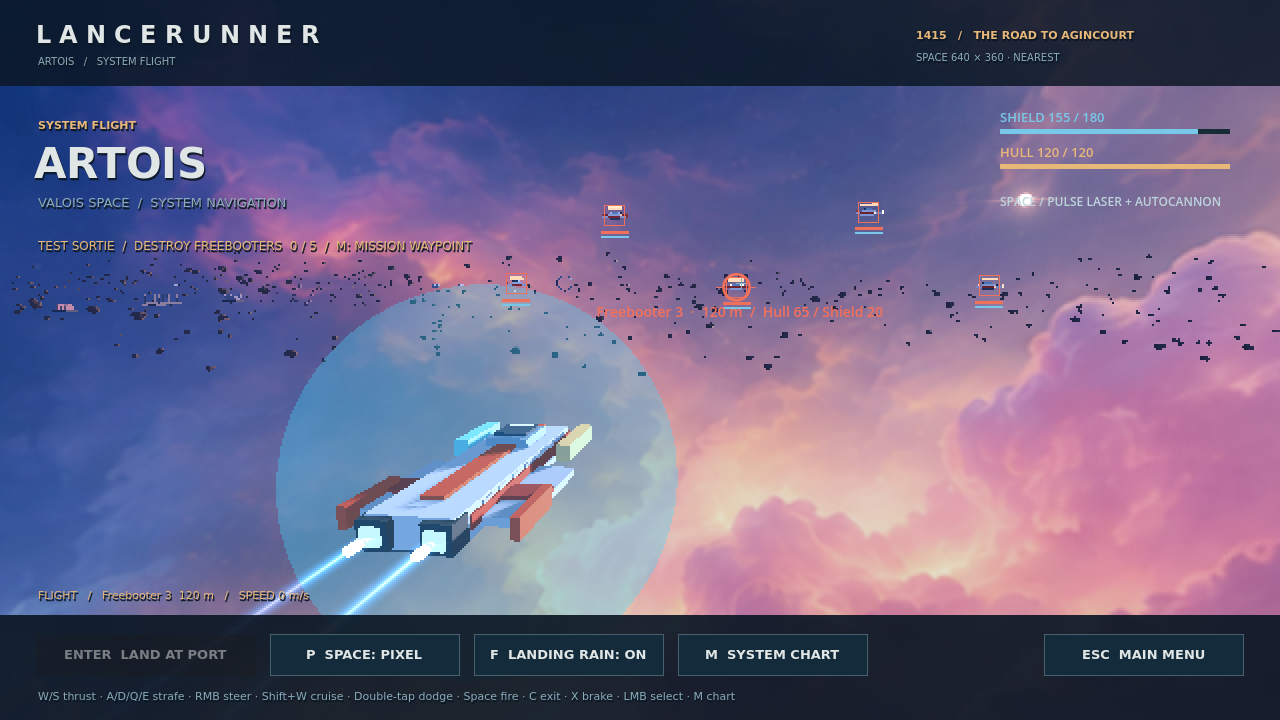 LANCERUNNER
ARTOIS / SYSTEM FLIGHT
1415 / THE ROAD TO AGINCOURT
SPACE 640 × 360 · NEAREST
SYSTEM FLIGHT
ARTOIS
VALOIS SPACE / SYSTEM NAVIGATION
TEST SORTIE / DESTROY FREEBOOTERS 0 / 5 / M: MISSION WAYPOINT
SHIELD 155 / 180
HULL 120 / 120
SPACE / PULSE LASER + AUTOCANNON
Freebooter 3 · 120 m / Hull 65 / Shield 20
FLIGHT / Freebooter 3 120 m / SPEED 0 m/s
ENTER LAND AT PORT
P SPACE: PIXEL
F LANDING RAIN: ON
M SYSTEM CHART
ESC MAIN MENU
W/S thrust · A/D/Q/E strafe · RMB steer · Shift+W cruise · Double-tap dodge · Space fire · C exit · X brake · LMB select · M chart